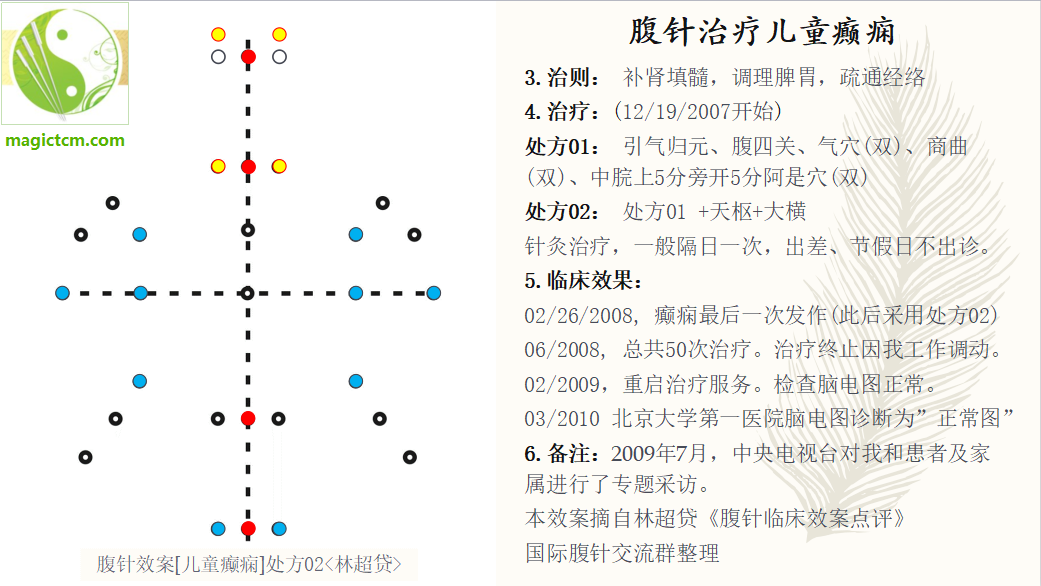 magictcm.com
腹针效案[儿童癫痫]处方02<林超贷>
腹针治疗儿童癫痫
3. 治则： 补肾填髓，调理脾胃，疏通经络
4. 治疗：(12/19/2007开始)
处方01： 引气归元、腹四关、气穴(双)、商曲
(双)、中脘上5分旁开5分阿是穴(双)
处方02： 处方01 +天枢+大横
针灸治疗，一般隔日一次，出差、节假日不出诊。
5. 临床效果：
02/26/2008, 癫痫最后一次发作(此后采用处方02)
06/2008, 总共50次治疗。治疗终止因我工作调动。
02/2009，重启治疗服务。检查脑电图正常。
03/2010 北京大学第一医院脑电图诊断为”正常图”
6. 备注：2009年7月，中央电视台对我和患者及家
属进行了专题采访。
本效案摘自林超贷《腹针临床效案点评》
国际腹针交流群整理